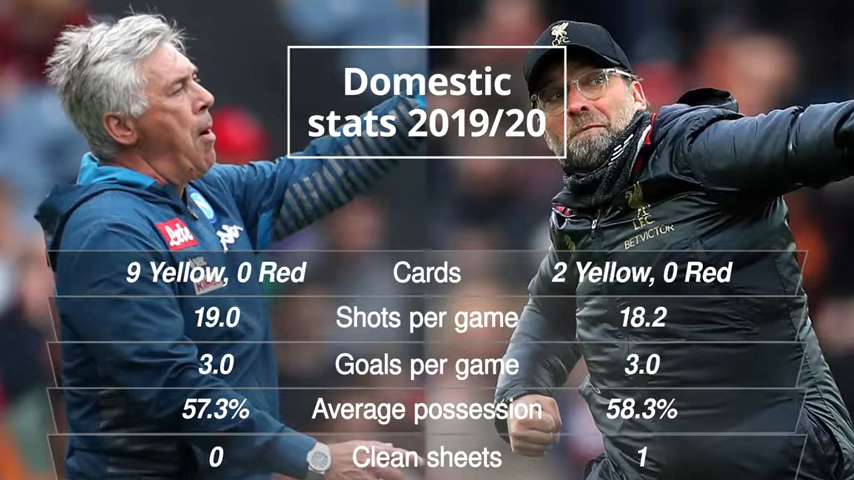 Domestic
stats 2019/20
L.F.C.
Lete
L.F.C.
BETVICTOR
9 Yellow, 0 Red Cards 2 Yellow, 0 Red
19.0 Shots per game 18.2
3.0 Goals per game 3.0
57.3% Average possession 58.3%
0 Clean sheets 1